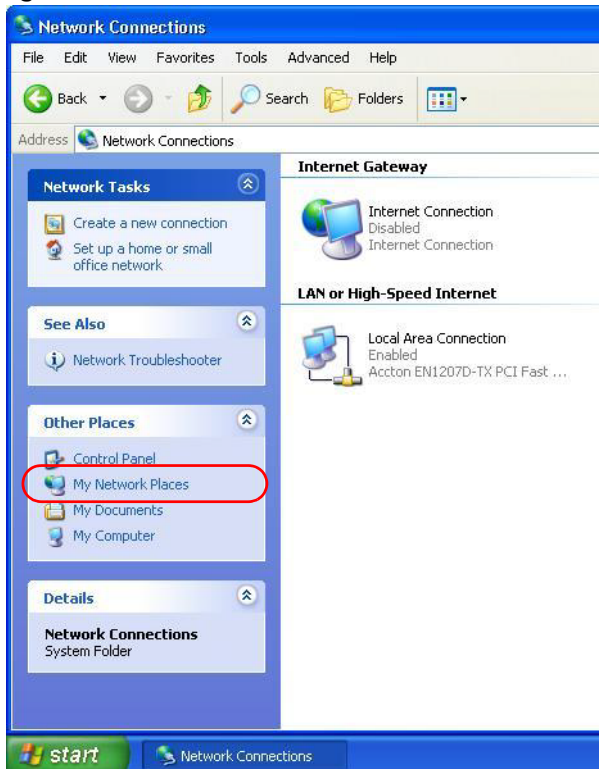 Network Connections
File Edit View Favorites Tools Advanced Help
Back Search Folders
Address Network Connections
Network Tasks
Create a new connection
Set up a home or small
office network
See Also
Network Troubleshooter
Other Places
Control Panel
My Network Places
My Documents
My Computer
Details
Network Connections
System Folder
Internet Gateway
Internet Connection
Disabled
Internet Connection
LAN or High-Speed Internet
Local Area Connection
Enabled
Accton EN1207D-TX PCI Fast ...
start Network Connections